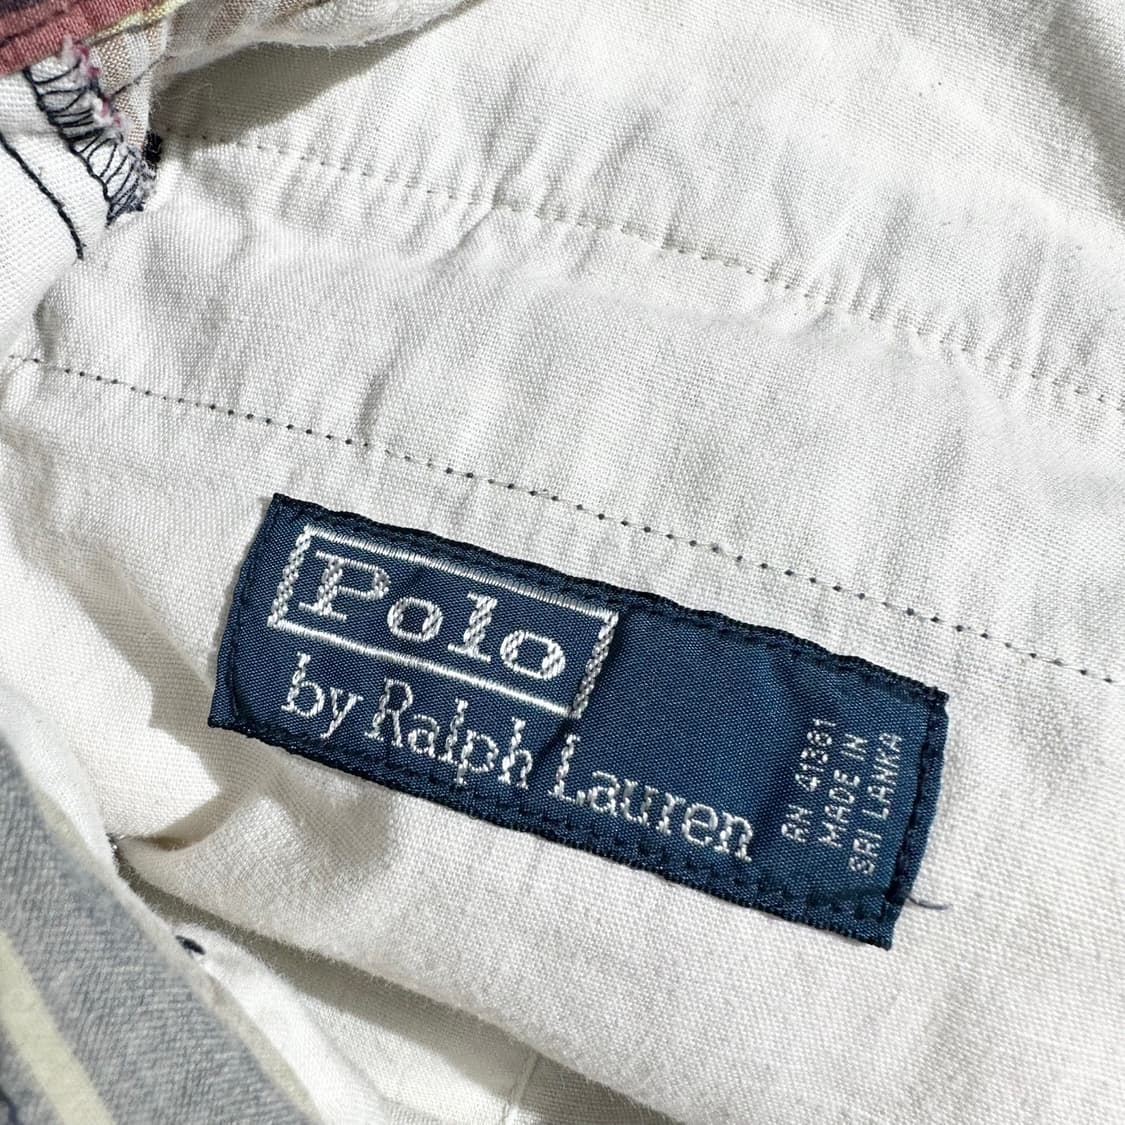 Polo
by Ralph Lauren
RN 41381
MADE IN
SRI LANKA